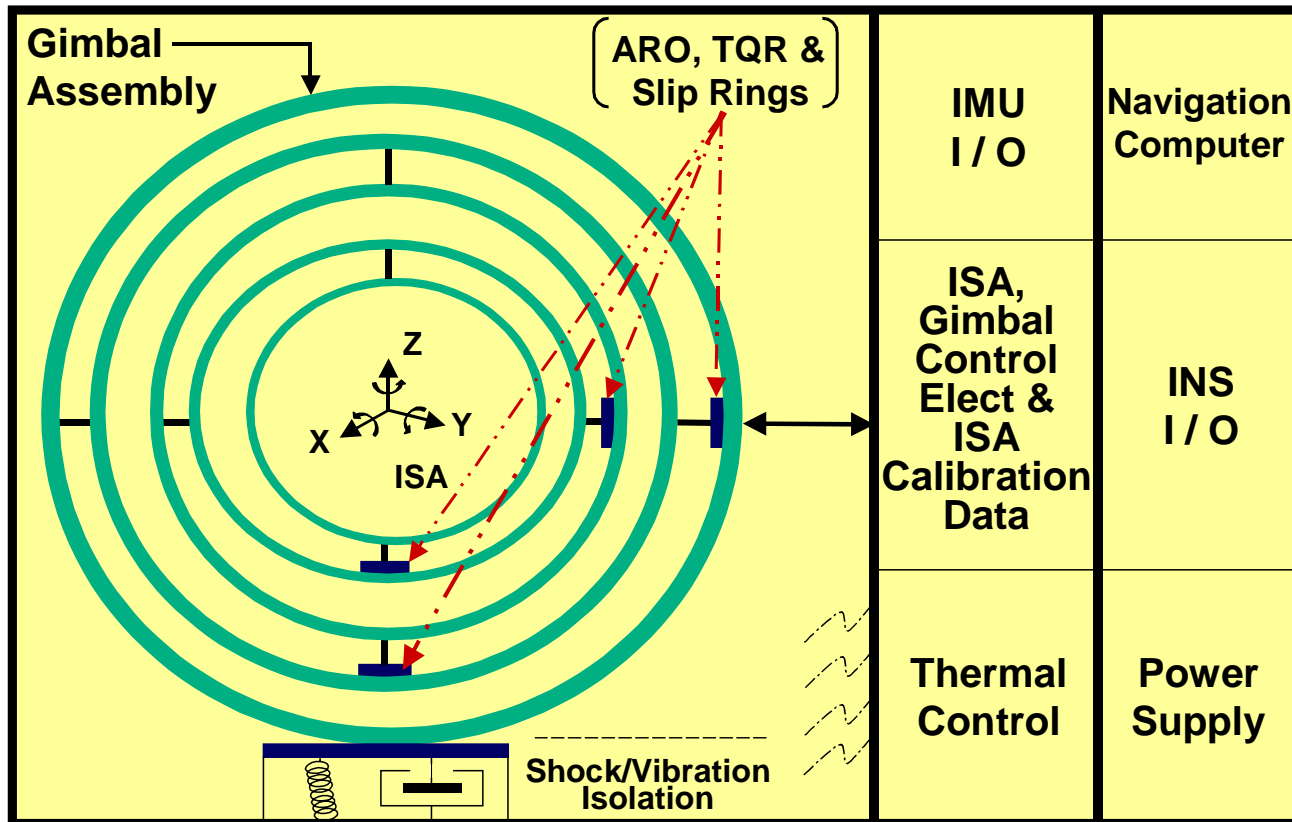 Gimbal
Assembly
ARO, TQR &
Slip Rings
Z
Y
X
ISA
Shock/Vibration
Isolation
IMU
I / O
Navigation
Computer
ISA,
Gimbal
Control
Elect &
ISA
Calibration
Data
INS
I / O
Thermal
Control
Power
Supply